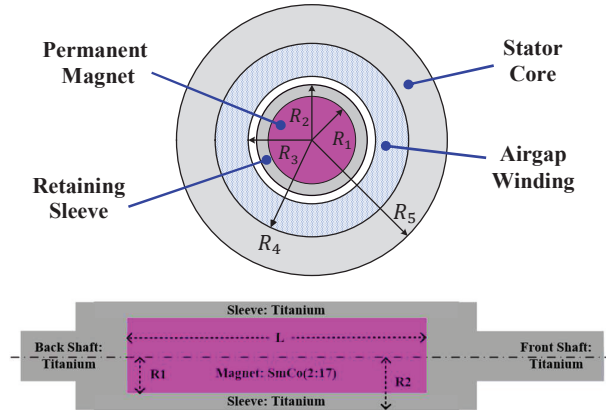 Permanent
Magnet
Stator
Core
R2
R1
R3
Retaining
Sleeve
Airgap
Winding
R4
R5
Sleeve: Titanium
L
Back Shaft:
Titanium
R1
Magnet: SmCo(2:17)
R2
Front Shaft:
Titanium
Sleeve: Titanium